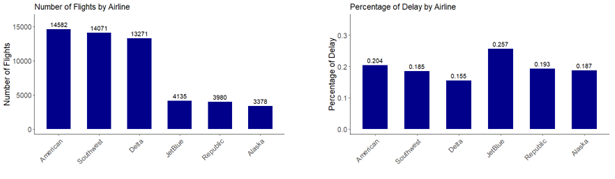 Number of Flights by Airline
Number of Flights
15000
10000
5000
0
14582
14071
13271
4135
3980
3378
American
Southwest
Delta
JetBlue
Republic
Alaska
Percentage of Delay by Airline
Percentage of Delay
0.3
0.2
0.1
0.0
0.204
0.185
0.155
0.257
0.193
0.187
American
Southwest
Delta
JetBlue
Republic
Alaska